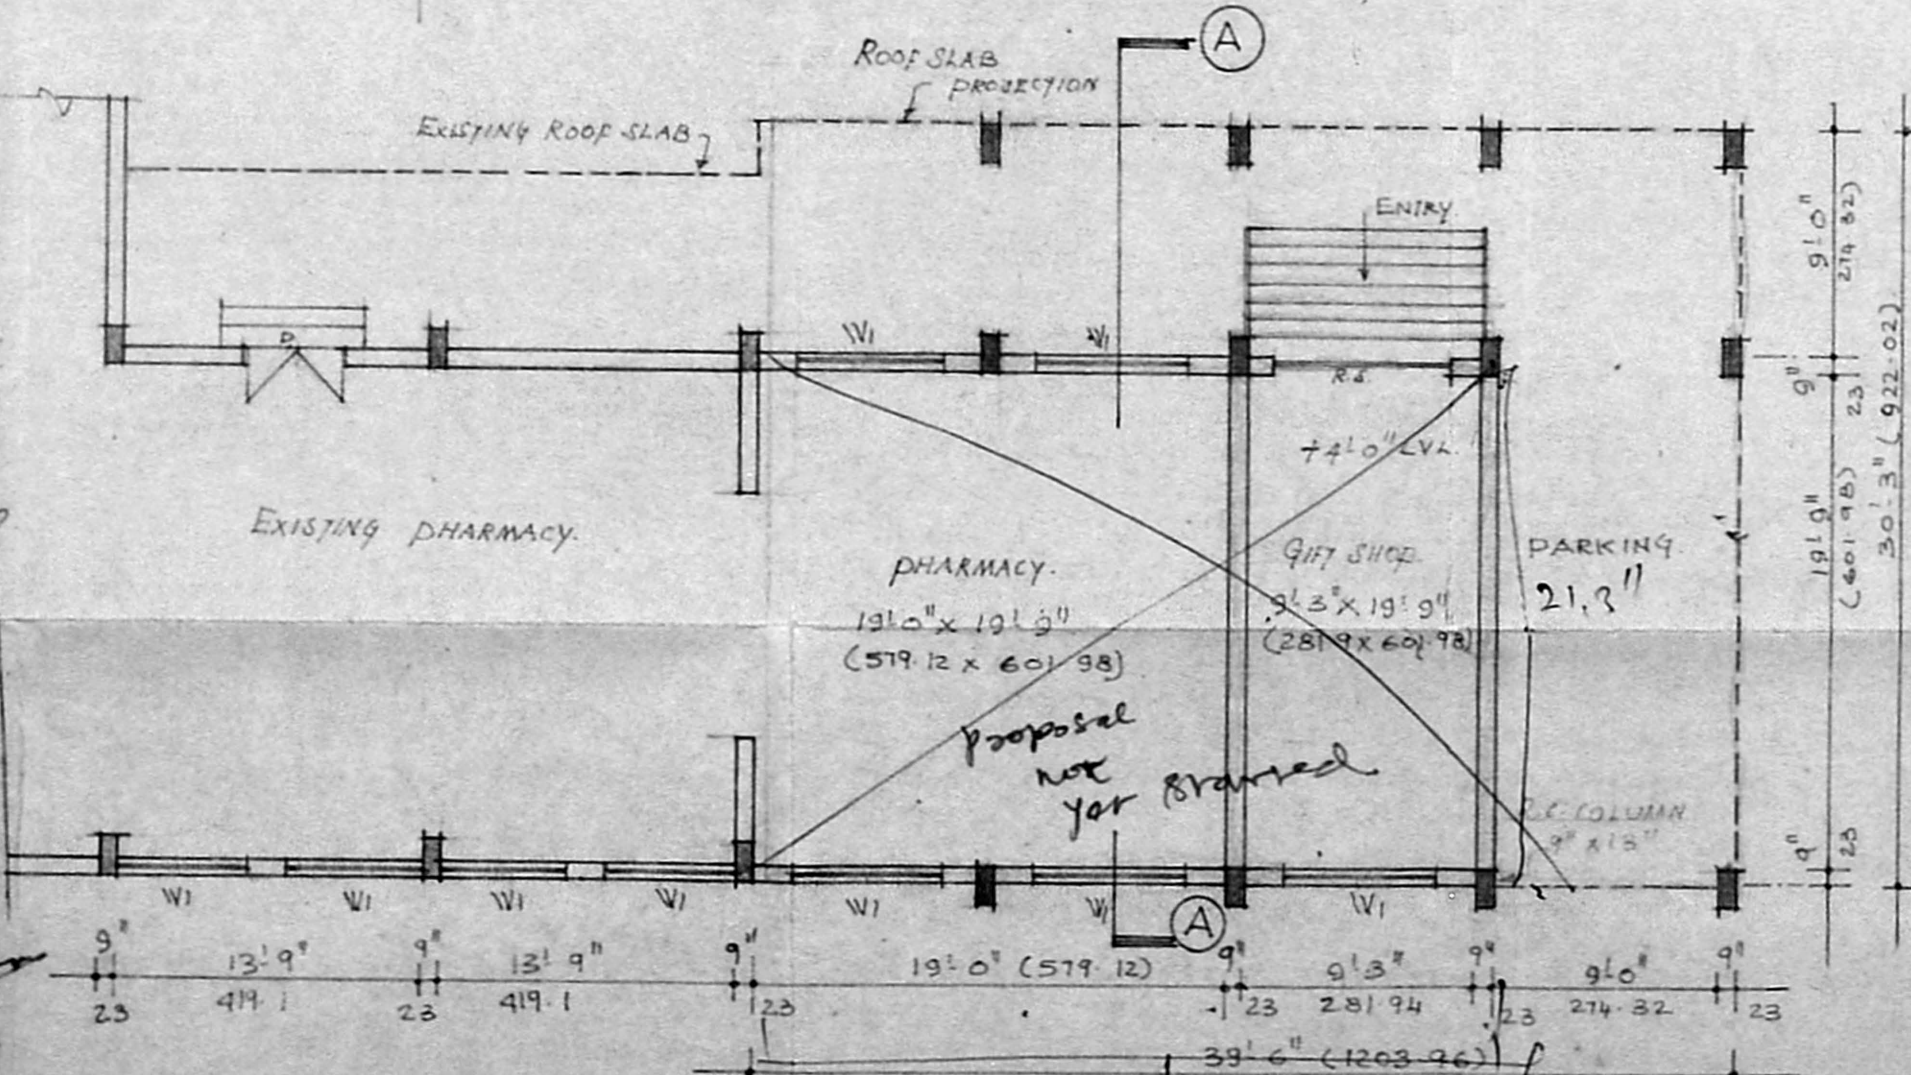 A
ROOF SLAB
PROJECTION
EXISTING ROOF SLAB
ENTRY.
D
W1
W1
R.S.
+4'-0" LVL.
EXISTING PHARMACY.
PHARMACY.
19'-0" x 19'-9"
(579.12 x 601.98)
GIFT SHOP.
9'-3" x 19'-9"
(281.9 x 601.98)
PARKING.
21.3"
proposal
not
yet started
R.C. COLUMN
9" x 13"
W1
W1
W1
W1
W1
W1
W1
A
9"
13'-9"
9"
13'-9"
9"
19'-0" (579.12)
9"
9'-3"
9"
9'-0"
9"
23
419.1
23
419.1
23
23
281.94
23
274.32
23
39'-6" (1203.96)
9'-0"
274.32)
9"
23
19'-9"
(601.98)
9"
23
30'-3" (922.02)